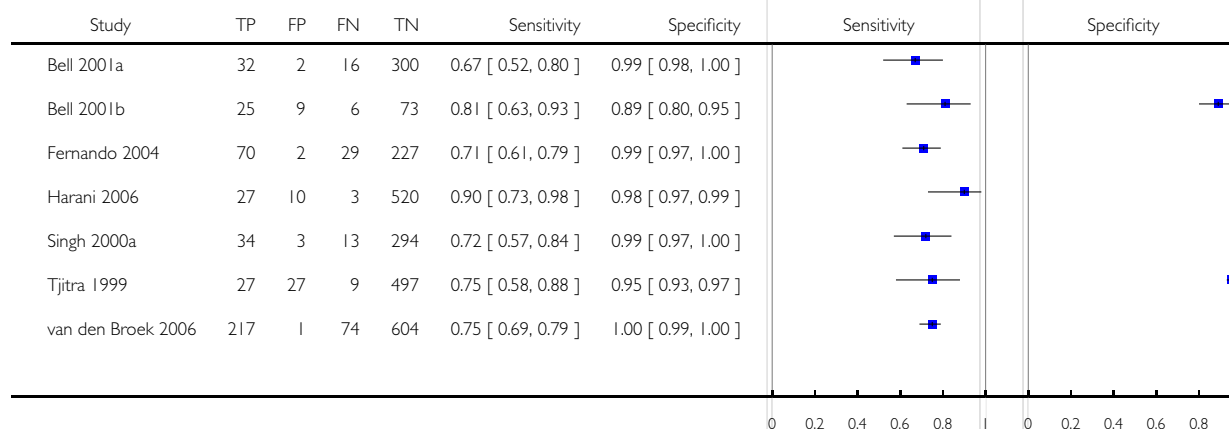 Study TP FP FN TN Sensitivity Specificity Sensitivity Specificity
Bell 2001a 32 2 16 300 0.67 [ 0.52, 0.80 ] 0.99 [ 0.98, 1.00 ]
Bell 2001b 25 9 6 73 0.81 [ 0.63, 0.93 ] 0.89 [ 0.80, 0.95 ]
Fernando 2004 70 2 29 227 0.71 [ 0.61, 0.79 ] 0.99 [ 0.97, 1.00 ]
Harani 2006 27 10 3 520 0.90 [ 0.73, 0.98 ] 0.98 [ 0.97, 0.99 ]
Singh 2000a 34 3 13 294 0.72 [ 0.57, 0.84 ] 0.99 [ 0.97, 1.00 ]
Tjitra 1999 27 27 9 497 0.75 [ 0.58, 0.88 ] 0.95 [ 0.93, 0.97 ]
van den Broek 2006 217 1 74 604 0.75 [ 0.69, 0.79 ] 1.00 [ 0.99, 1.00 ]
0 0.2 0.4 0.6 0.8 1 0 0.2 0.4 0.6 0.8